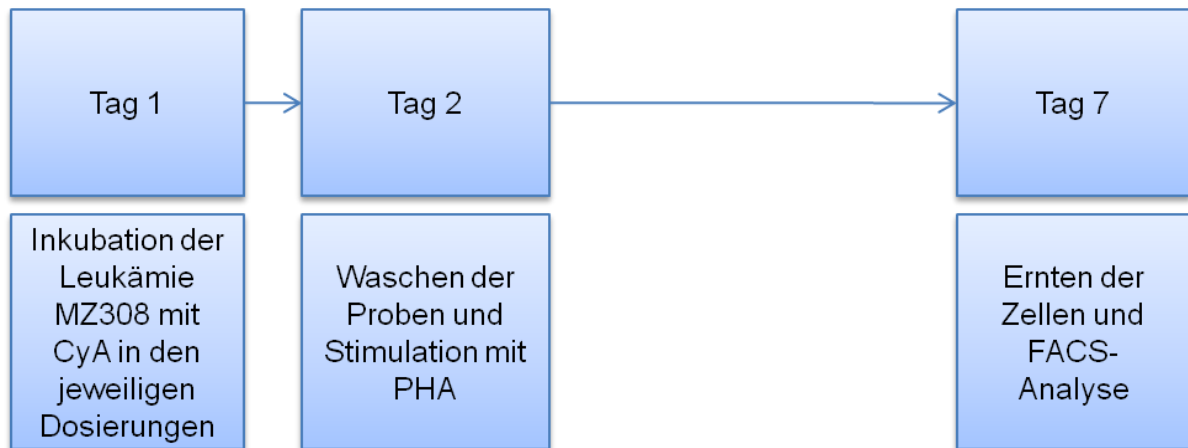 Tag 1
Tag 2
Tag 7
Inkubation der
Leukämie
MZ308 mit
CyA in den
jeweiligen
Dosierungen
Waschen der
Proben und
Stimulation mit
PHA
Ernten der
Zellen und
FACS-
Analyse